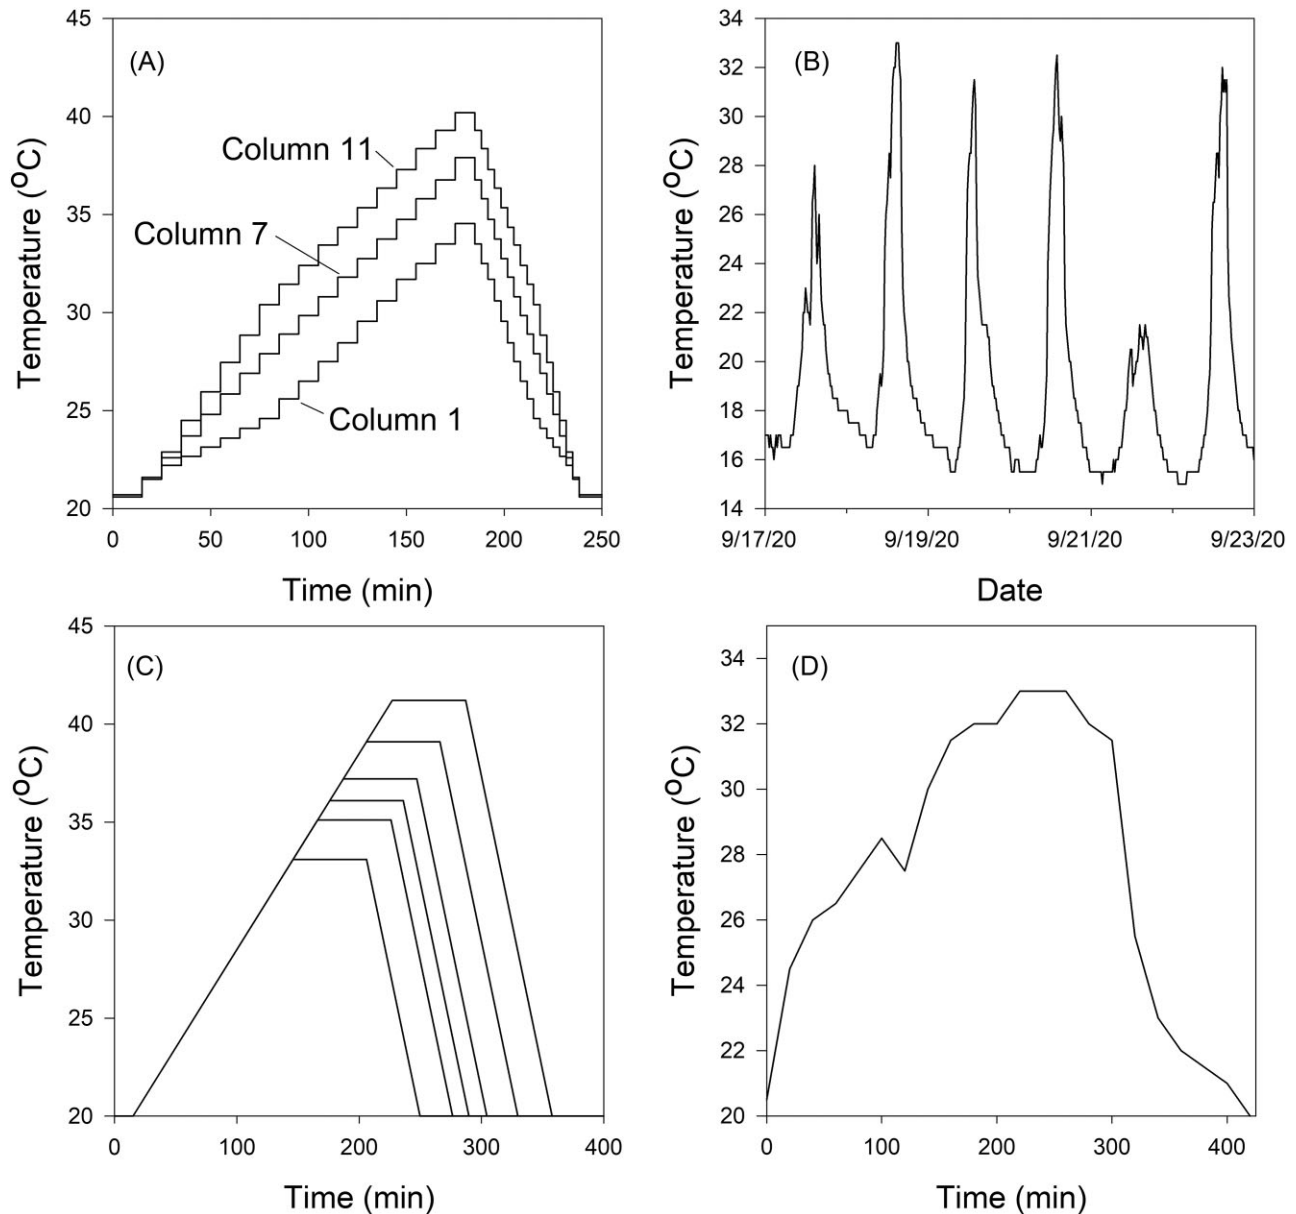 (A)
Temperature (ºC)
45
40
35
30
25
20
Column 11
Column 7
Column 1
0 50 100 150 200 250
Time (min)
(B)
Temperature (ºC)
34
32
30
28
26
24
22
20
18
16
14
9/17/20 9/19/20 9/21/20 9/23/20
Date
(C)
Temperature (ºC)
45
40
35
30
25
20
0 100 200 300 400
Time (min)
(D)
Temperature (ºC)
34
32
30
28
26
24
22
20
0 100 200 300 400
Time (min)